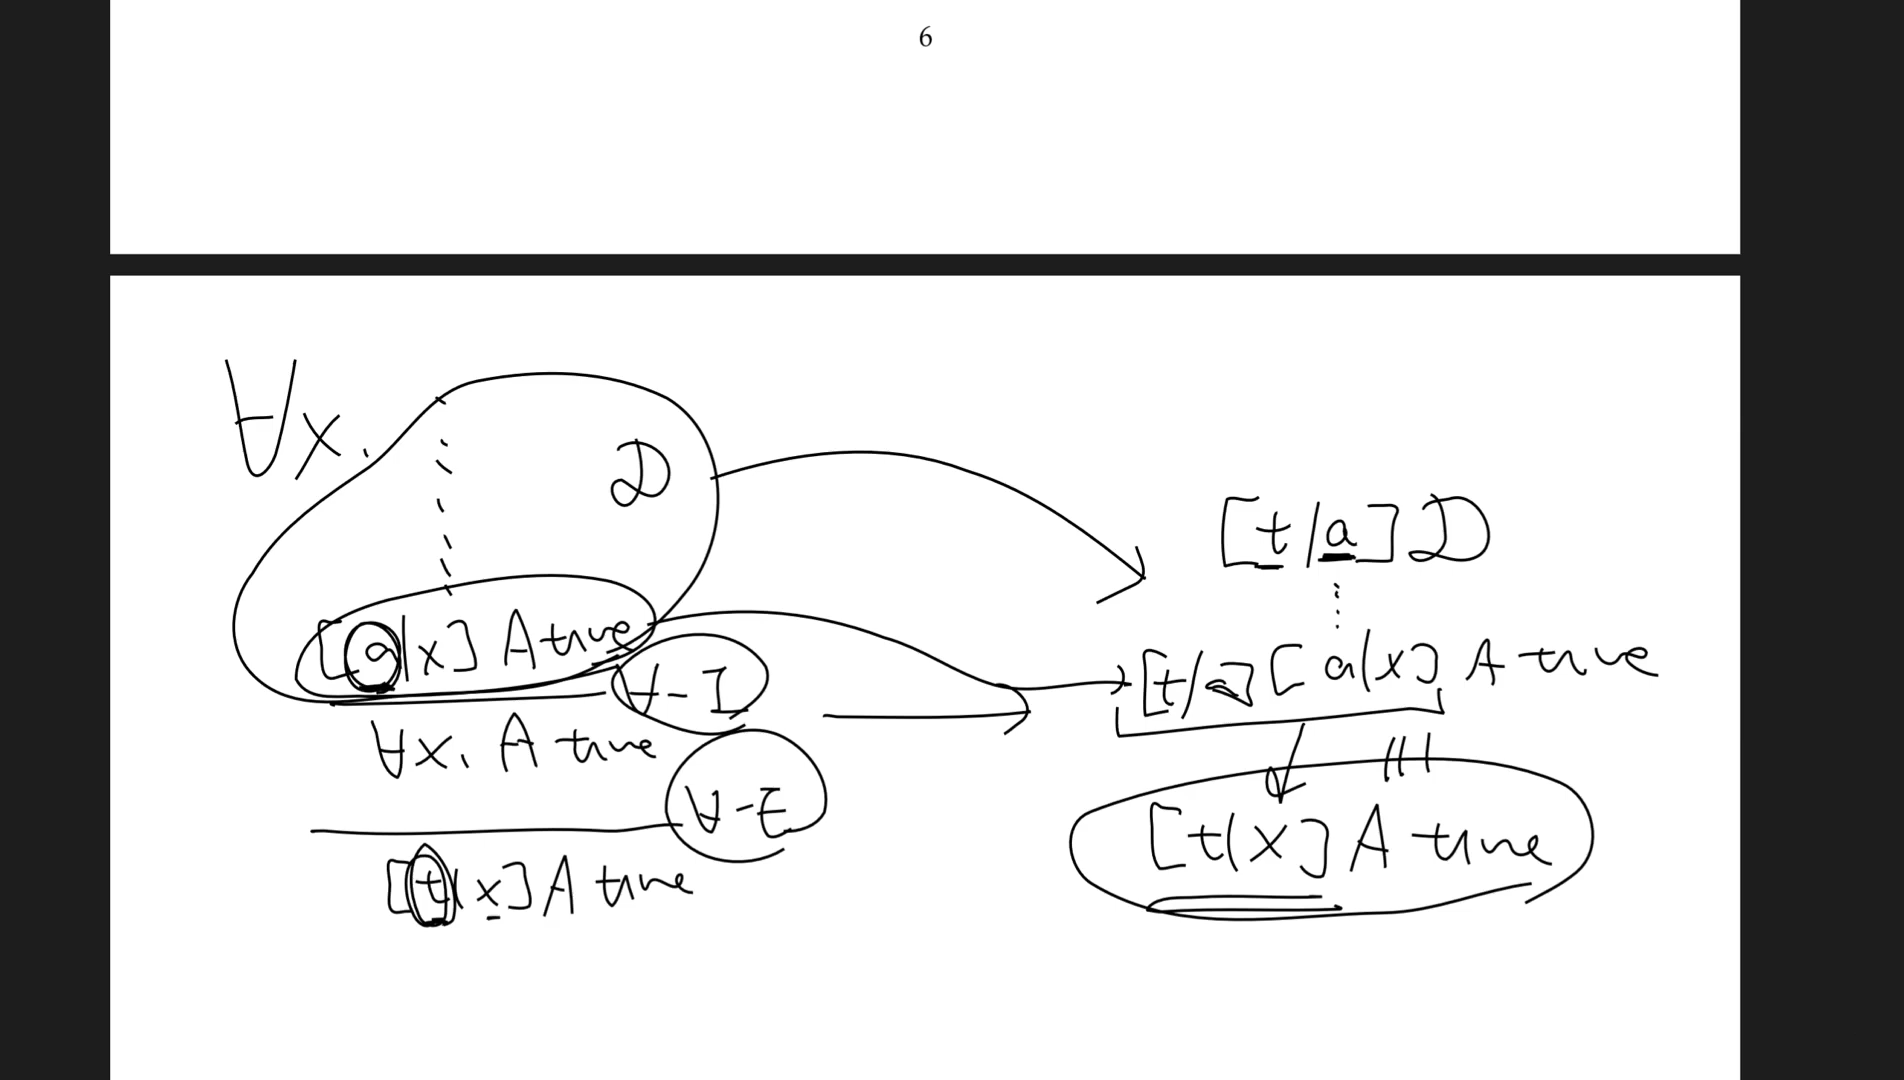 6
∀x.
D
[t/a]D
[a/x] A true
∀-I
[t/a][a/x] A true
∀x. A true
∀-E
[t/x] A true
[t/x] A true